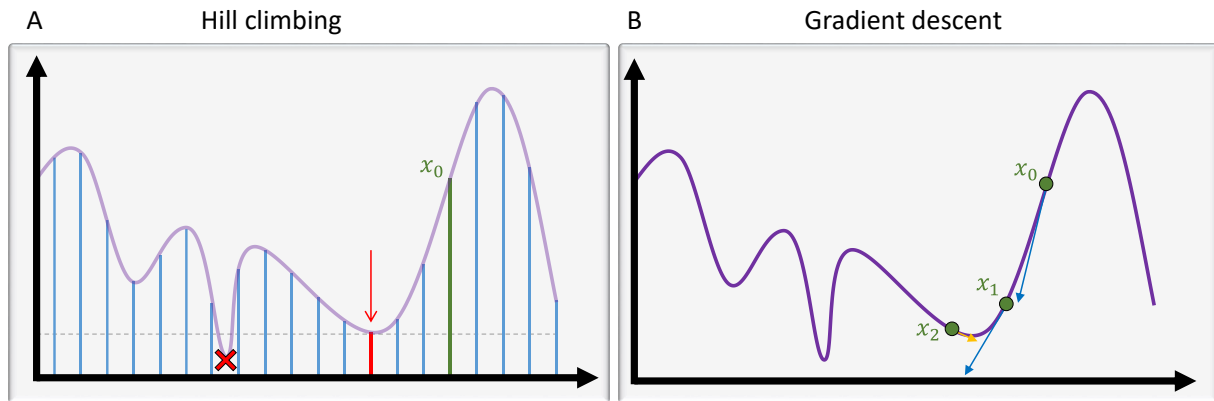 A Hill climbing
B Gradient descent
x₀
x₀
x₁
x₂